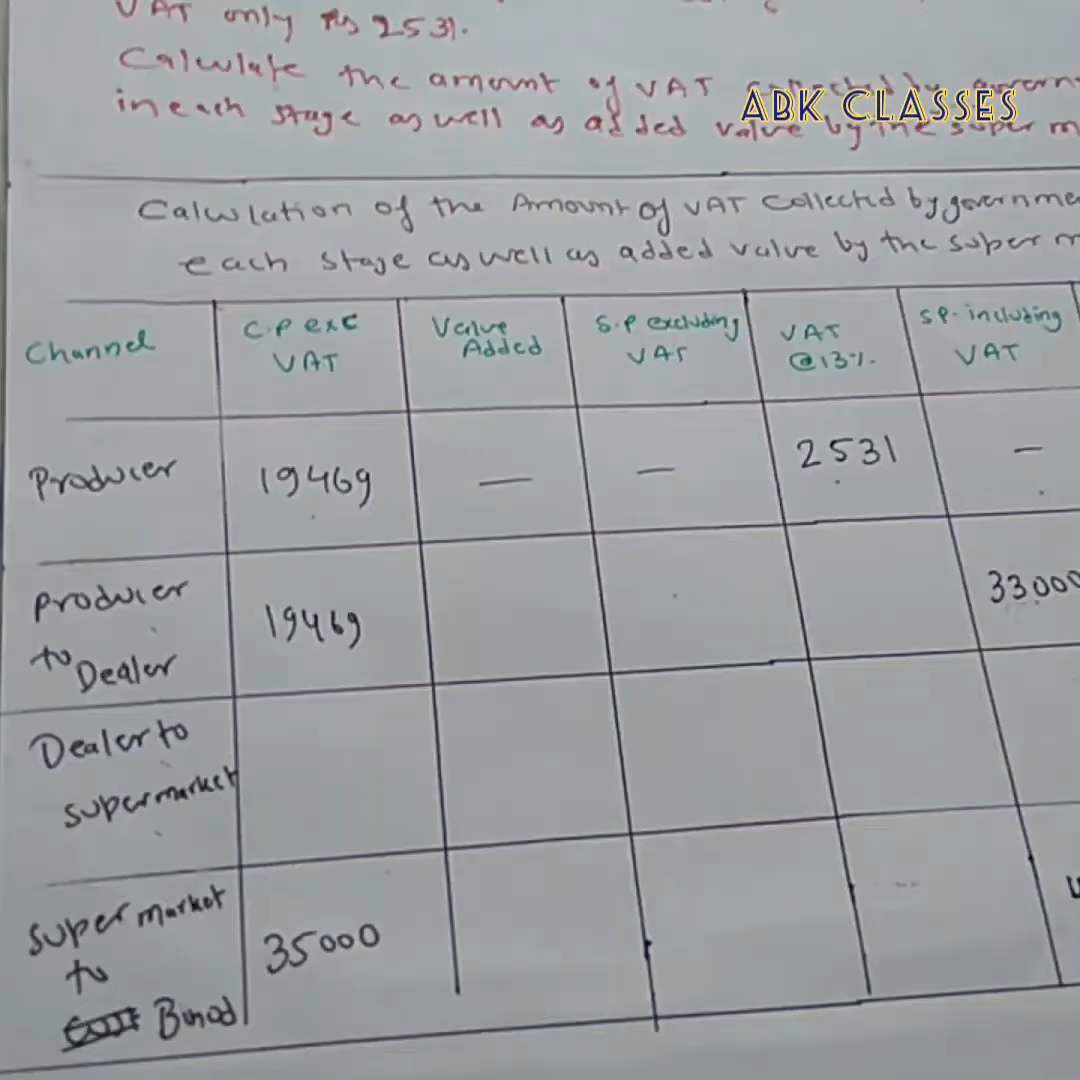 VAT only Rs 2531.
Calculate the amount of VAT
ABK CLASSES
in each stage as well as added value by the super m
Calculation of the Amount of VAT Collected by governme
each stage as well as added value by the super m
Channel C.P exc VAT Value Added S.P excluding VAT VAT @13% SP. including VAT
Producer 19469 — — 2531 —
Producer to Dealer 19469 33000
Dealer to supermarket
supermarket to Binod 35000